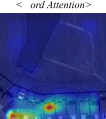 < ord Attention>